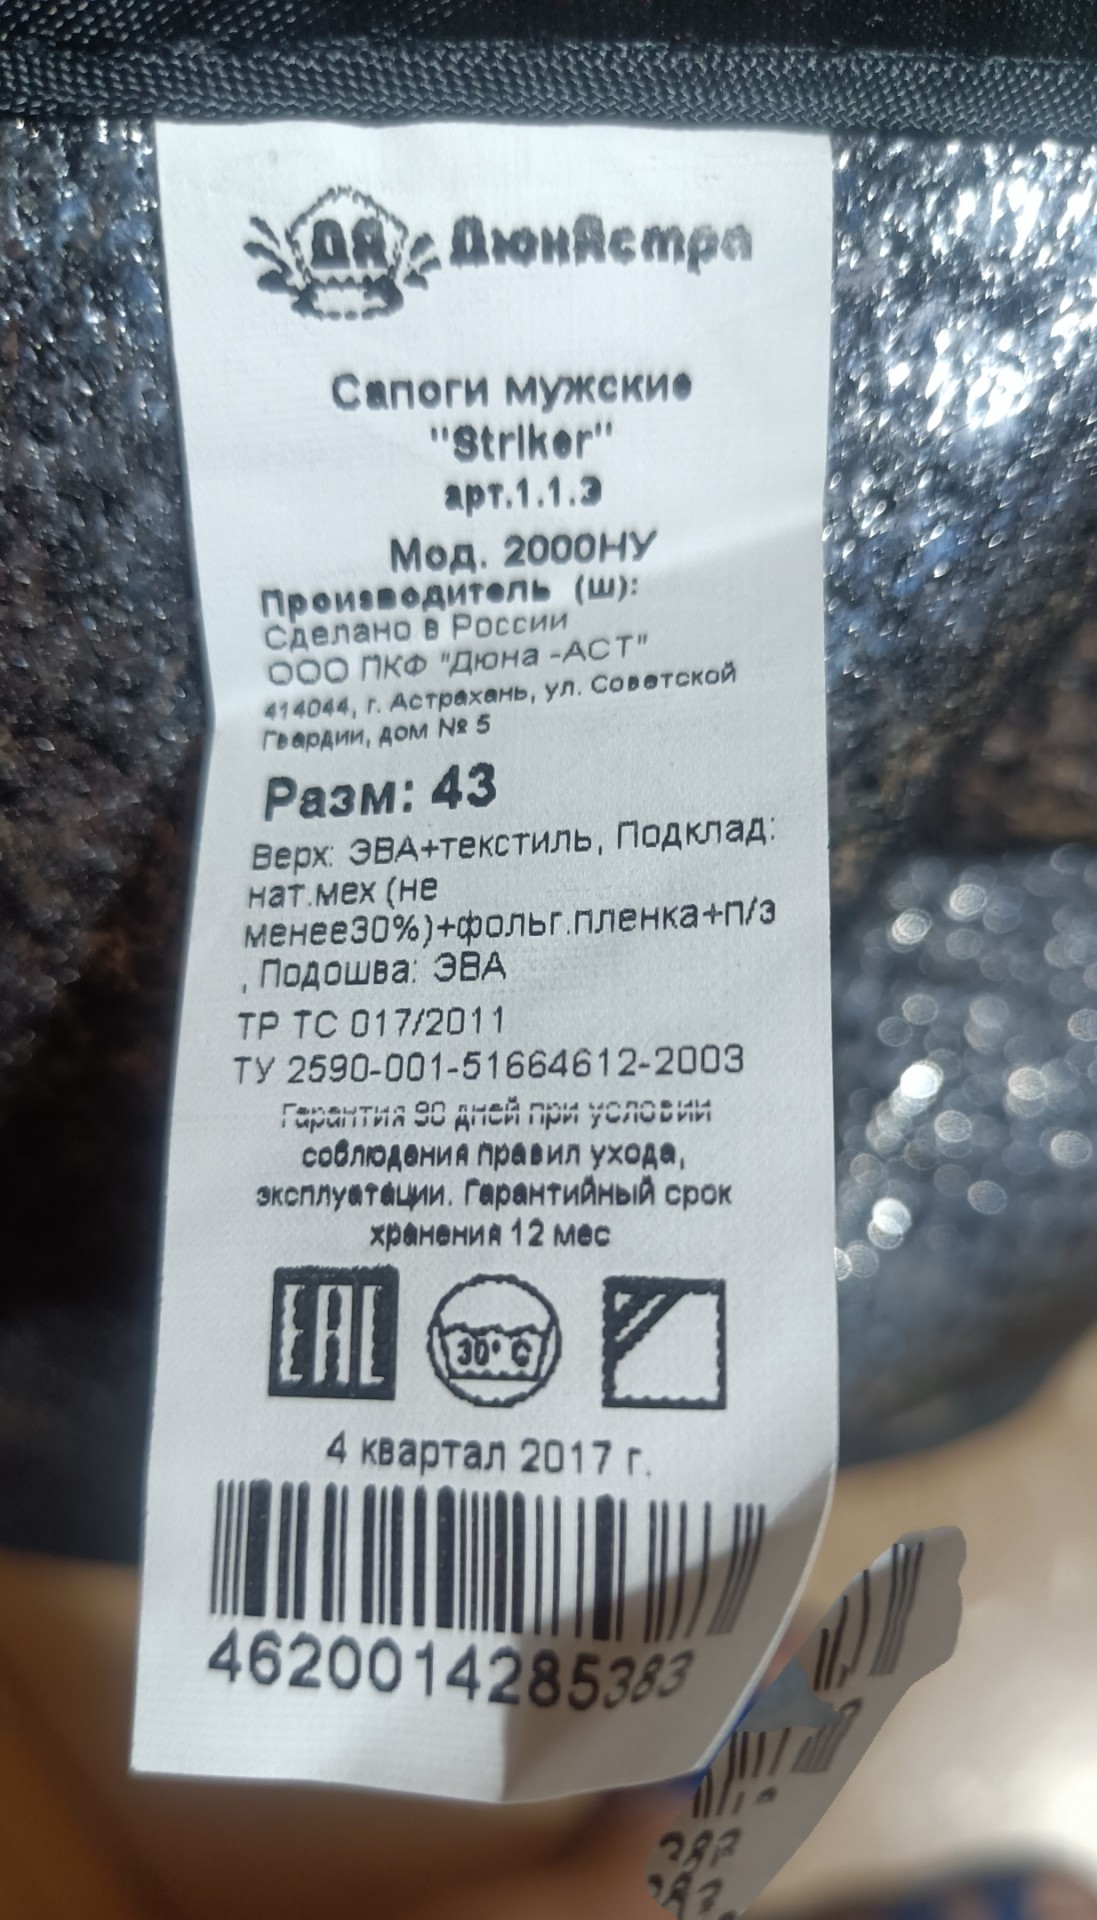 ДА ДюнАстра
Сапоги мужские
"Striker"
арт.1.1.Э
Мод. 2000НУ
Производитель (ш):
Сделано в России
ООО ПКФ "Дюна -АСТ"
414044, г. Астрахань, ул. Советской
Гвардии, дом № 5
Разм: 43
Верх: ЭВА+текстиль, Подклад:
нат.мех (не
менее30%)+фольг.пленка+п/э
, Подошва: ЭВА
ТР ТС 017/2011
ТУ 2590-001-51664612-2003
Гарантия 90 дней при условии
соблюдения правил ухода,
эксплуатации. Гарантийный срок
хранения 12 мес
ЕАС 30° С
4 квартал 2017 г.
4620014285383